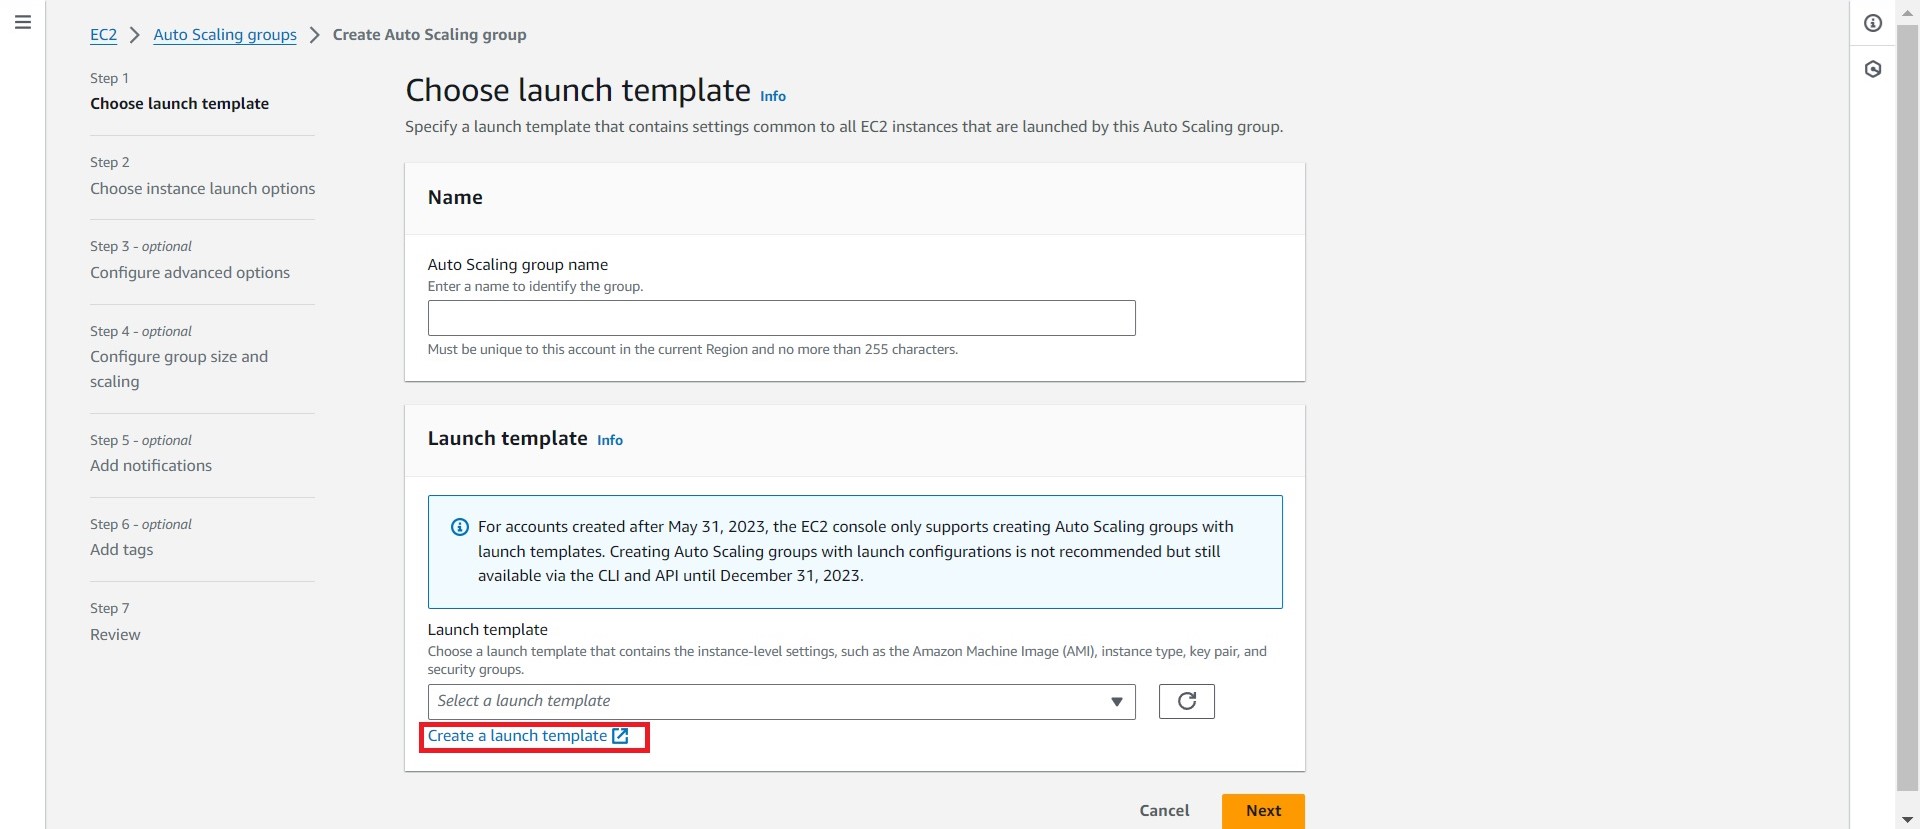 EC2 > Auto Scaling groups > Create Auto Scaling group
Step 1
Choose launch template
Step 2
Choose instance launch options
Step 3 - optional
Configure advanced options
Step 4 - optional
Configure group size and
scaling
Step 5 - optional
Add notifications
Step 6 - optional
Add tags
Step 7
Review
Choose launch template Info
Specify a launch template that contains settings common to all EC2 instances that are launched by this Auto Scaling group.
Name
Auto Scaling group name
Enter a name to identify the group.
Must be unique to this account in the current Region and no more than 255 characters.
Launch template Info
For accounts created after May 31, 2023, the EC2 console only supports creating Auto Scaling groups with
launch templates. Creating Auto Scaling groups with launch configurations is not recommended but still
available via the CLI and API until December 31, 2023.
Launch template
Choose a launch template that contains the instance-level settings, such as the Amazon Machine Image (AMI), instance type, key pair, and
security groups.
Select a launch template
Create a launch template
Cancel Next